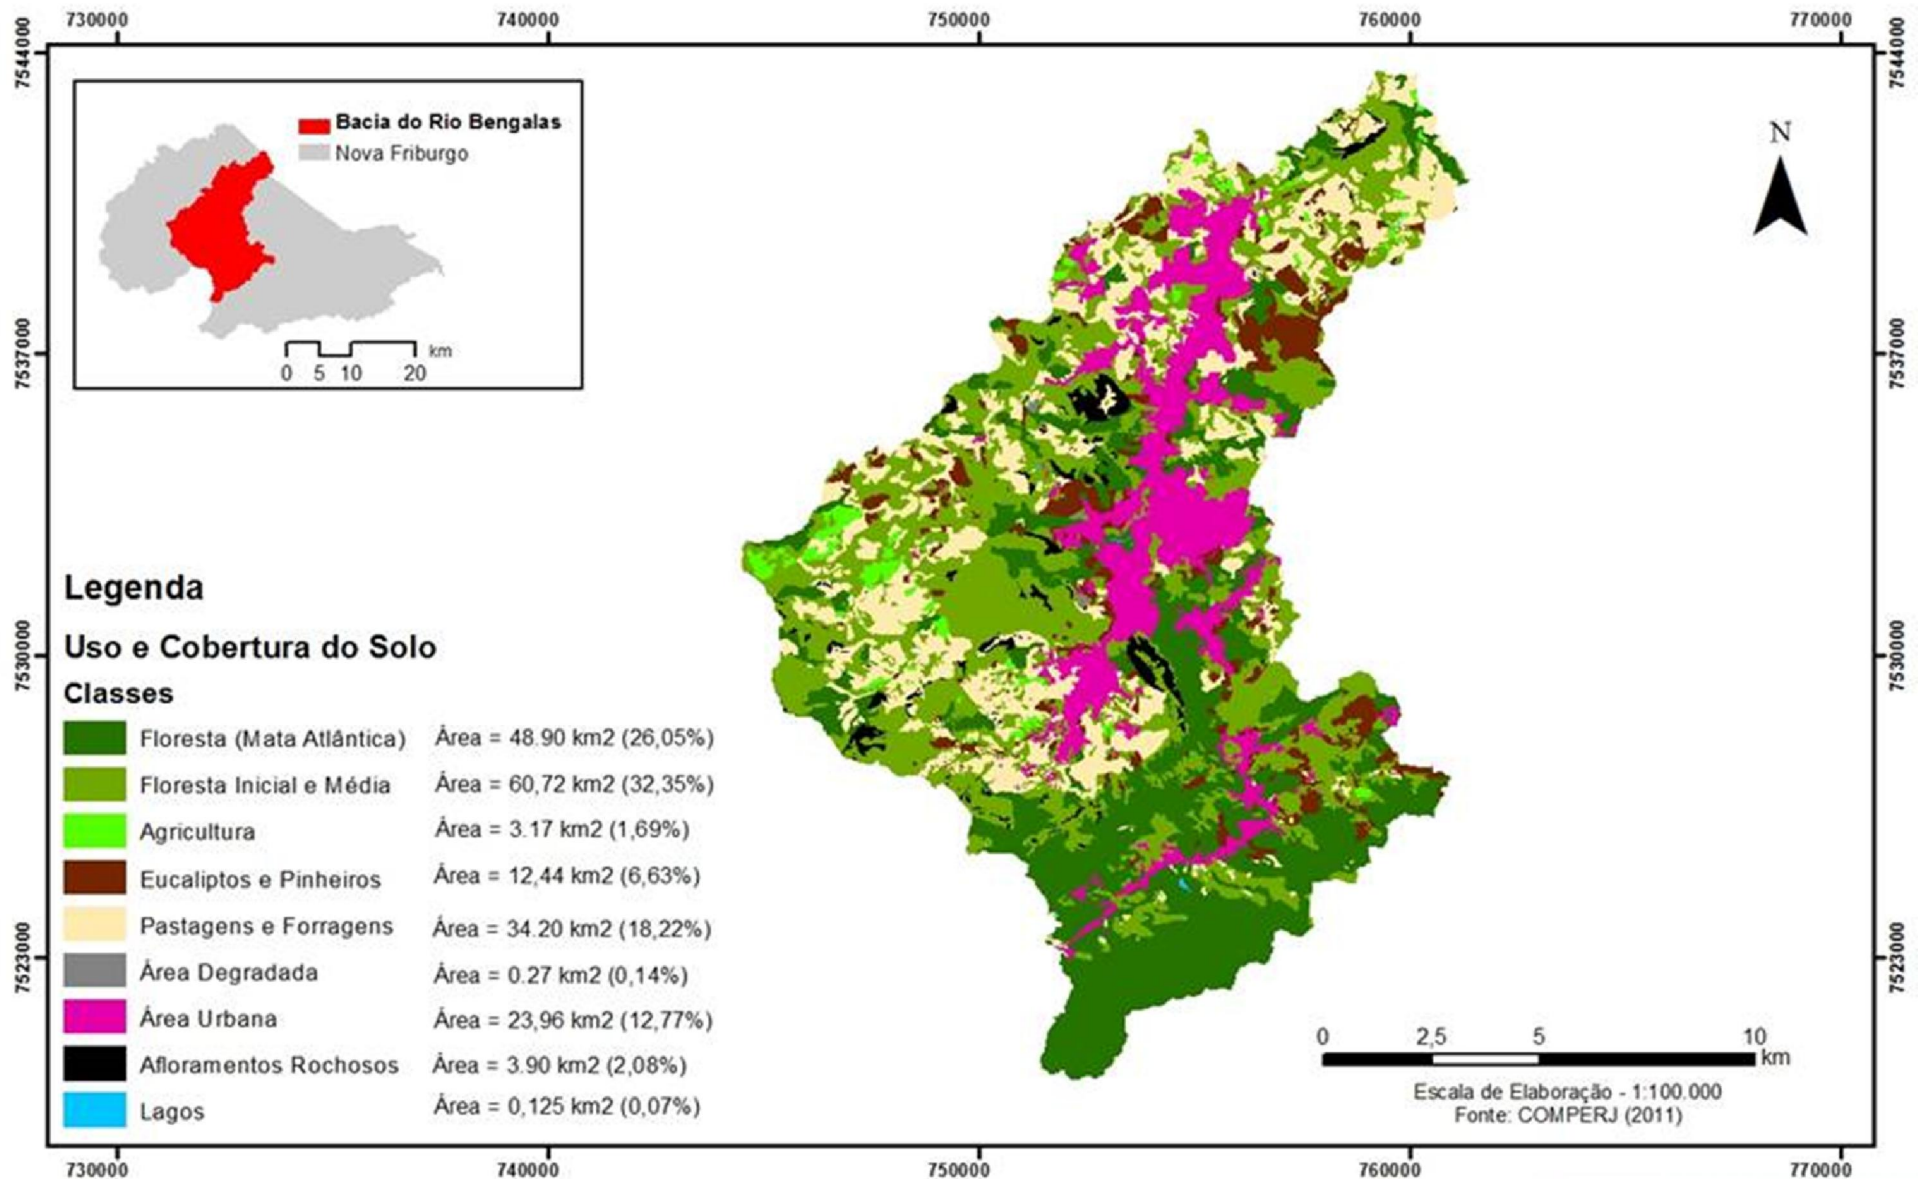 730000 740000 750000 760000 770000
7544000 7544000
Bacia do Rio Bengalas
Nova Friburgo
km
0 5 10 20
N
7537000 7537000
Legenda
Uso e Cobertura do Solo
Classes
7530000 7530000
Floresta (Mata Atlântica) Área = 48.90 km2 (26,05%)
Floresta Inicial e Média Área = 60,72 km2 (32,35%)
Agricultura Área = 3.17 km2 (1,69%)
Eucaliptos e Pinheiros Área = 12,44 km2 (6,63%)
Pastagens e Forragens Área = 34.20 km2 (18,22%)
Área Degradada Área = 0.27 km2 (0,14%)
Área Urbana Área = 23,96 km2 (12,77%)
Afloramentos Rochosos Área = 3.90 km2 (2,08%)
Lagos Área = 0,125 km2 (0,07%)
7523000 7523000
0 2,5 5 10
km
Escala de Elaboração - 1:100.000
Fonte: COMPERJ (2011)
730000 740000 750000 760000 770000